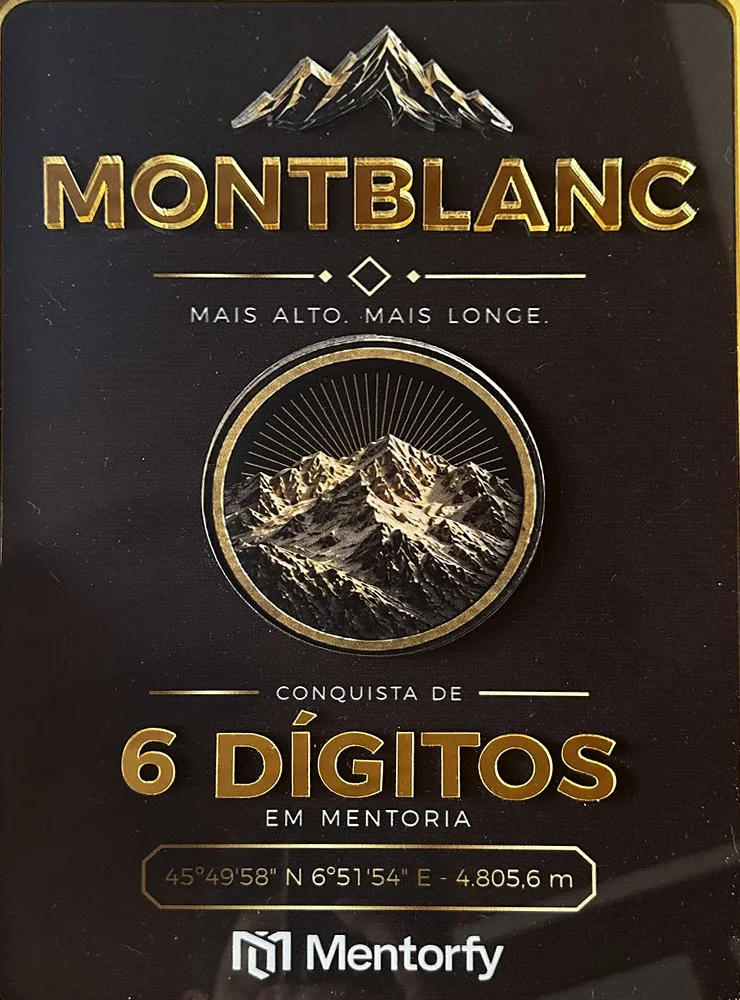 MONTBLANC
MAIS ALTO. MAIS LONGE.
CONQUISTA DE
6 DÍGITOS
EM MENTORIA
45°49'58" N 6°51'54" E - 4.805,6 m
Mentorfy